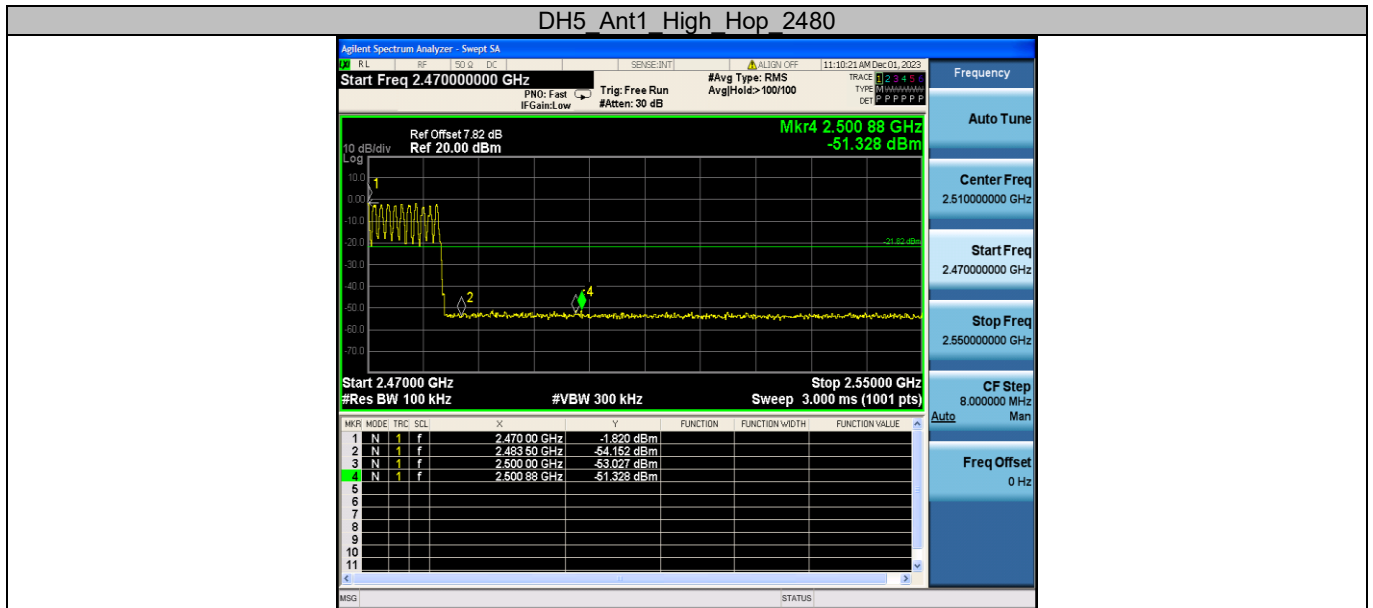 DH5_Ant1_High_Hop_2480
Agilent Spectrum Analyzer - Swept SA
RL RF 50 Ω DC SENSE:INT ALIGN OFF 11:10:21 AM Dec 01, 2023
Start Freq 2.470000000 GHz
PNO: Fast
IFGain:Low
Trig: Free Run
#Atten: 30 dB
#Avg Type: RMS
Avg|Hold:> 100/100
TRACE 1 2 3 4 5 6
TYPE M
DET P P P P P P
Frequency
Mkr4 2.500 88 GHz
-51.328 dBm
Ref Offset 7.82 dB
Ref 20.00 dBm
10 dB/div
Log
10.0
0.00
-10.0
-20.0
-30.0
-40.0
-50.0
-60.0
-70.0
1
2
4
-21.82 dBm
Start 2.47000 GHz
Stop 2.55000 GHz
#Res BW 100 kHz #VBW 300 kHz Sweep 3.000 ms (1001 pts)
MKR MODE TRC SCL X Y FUNCTION FUNCTION WIDTH FUNCTION VALUE
1 N 1 f 2.470 00 GHz -1.820 dBm
2 N 1 f 2.483 50 GHz -54.152 dBm
3 N 1 f 2.500 00 GHz -53.027 dBm
4 N 1 f 2.500 88 GHz -51.328 dBm
5
6
7
8
9
10
11
MSG STATUS
Auto Tune
Center Freq
2.510000000 GHz
Start Freq
2.470000000 GHz
Stop Freq
2.550000000 GHz
CF Step
8.000000 MHz
Auto Man
Freq Offset
0 Hz